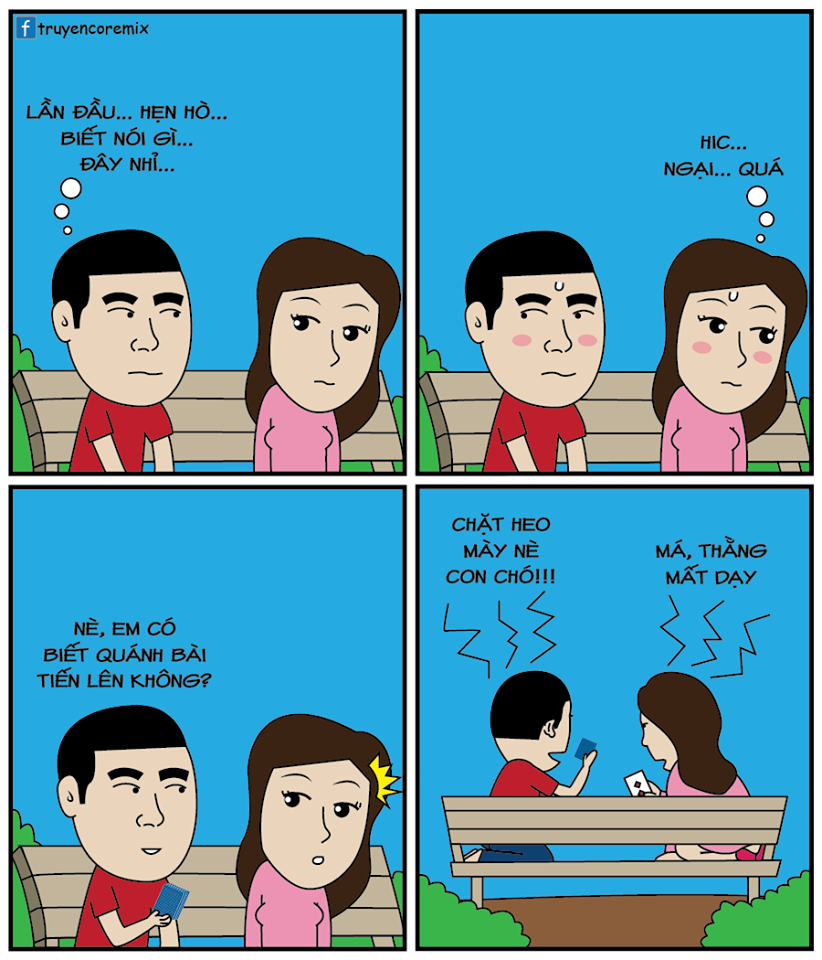 truyencoremix
LẦN ĐẦU... HẸN HÒ...
BIẾT NÓI GÌ...
ĐÂY NHỈ...
HIC...
NGẠI... QUÁ
NÈ, EM CÓ
BIẾT QUÁNH BÀI
TIẾN LÊN KHÔNG?
CHẶT HEO
MÀY NÈ
CON CHÓ!!!
MÁ, THẰNG
MẤT DẠY